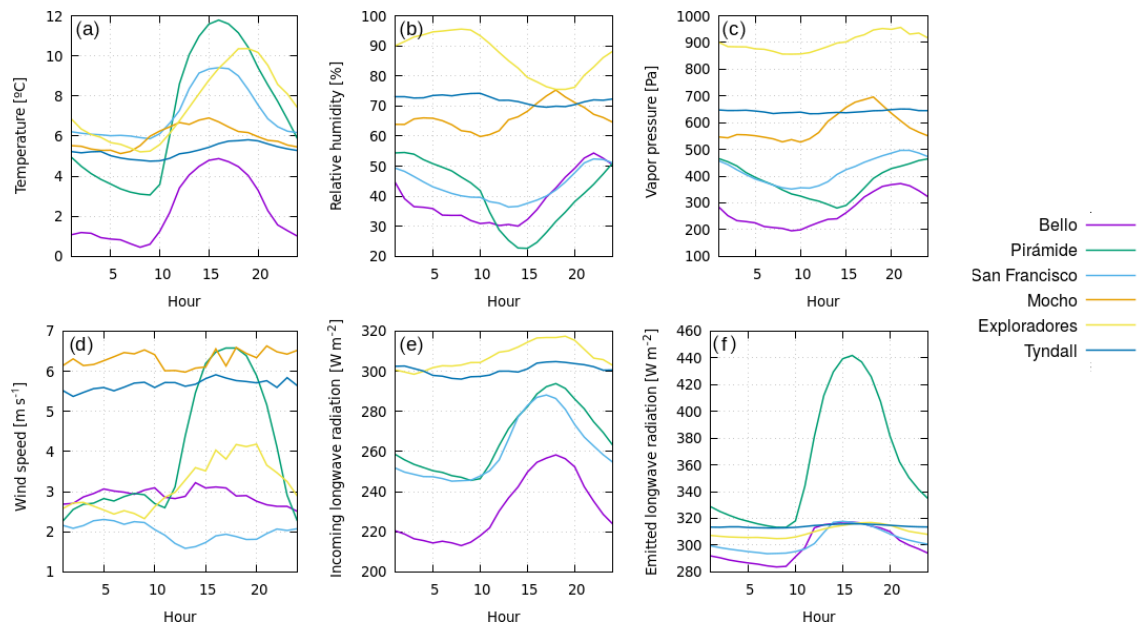 (a)
Temperature [ºC]
12
10
8
6
4
2
0
5 10 15 20
Hour
(b)
Relative humidity [%]
100
90
80
70
60
50
40
30
20
5 10 15 20
Hour
(c)
Vapor pressure [Pa]
1000
900
800
700
600
500
400
300
200
100
5 10 15 20
Hour
Bello
Pirámide
San Francisco
Mocho
Exploradores
Tyndall
(d)
Wind speed [m s⁻¹]
7
6
5
4
3
2
1
5 10 15 20
Hour
(e)
Incoming longwave radiation [W m⁻²]
320
300
280
260
240
220
200
5 10 15 20
Hour
(f)
Emitted longwave radiation [W m⁻²]
460
440
420
400
380
360
340
320
300
280
5 10 15 20
Hour